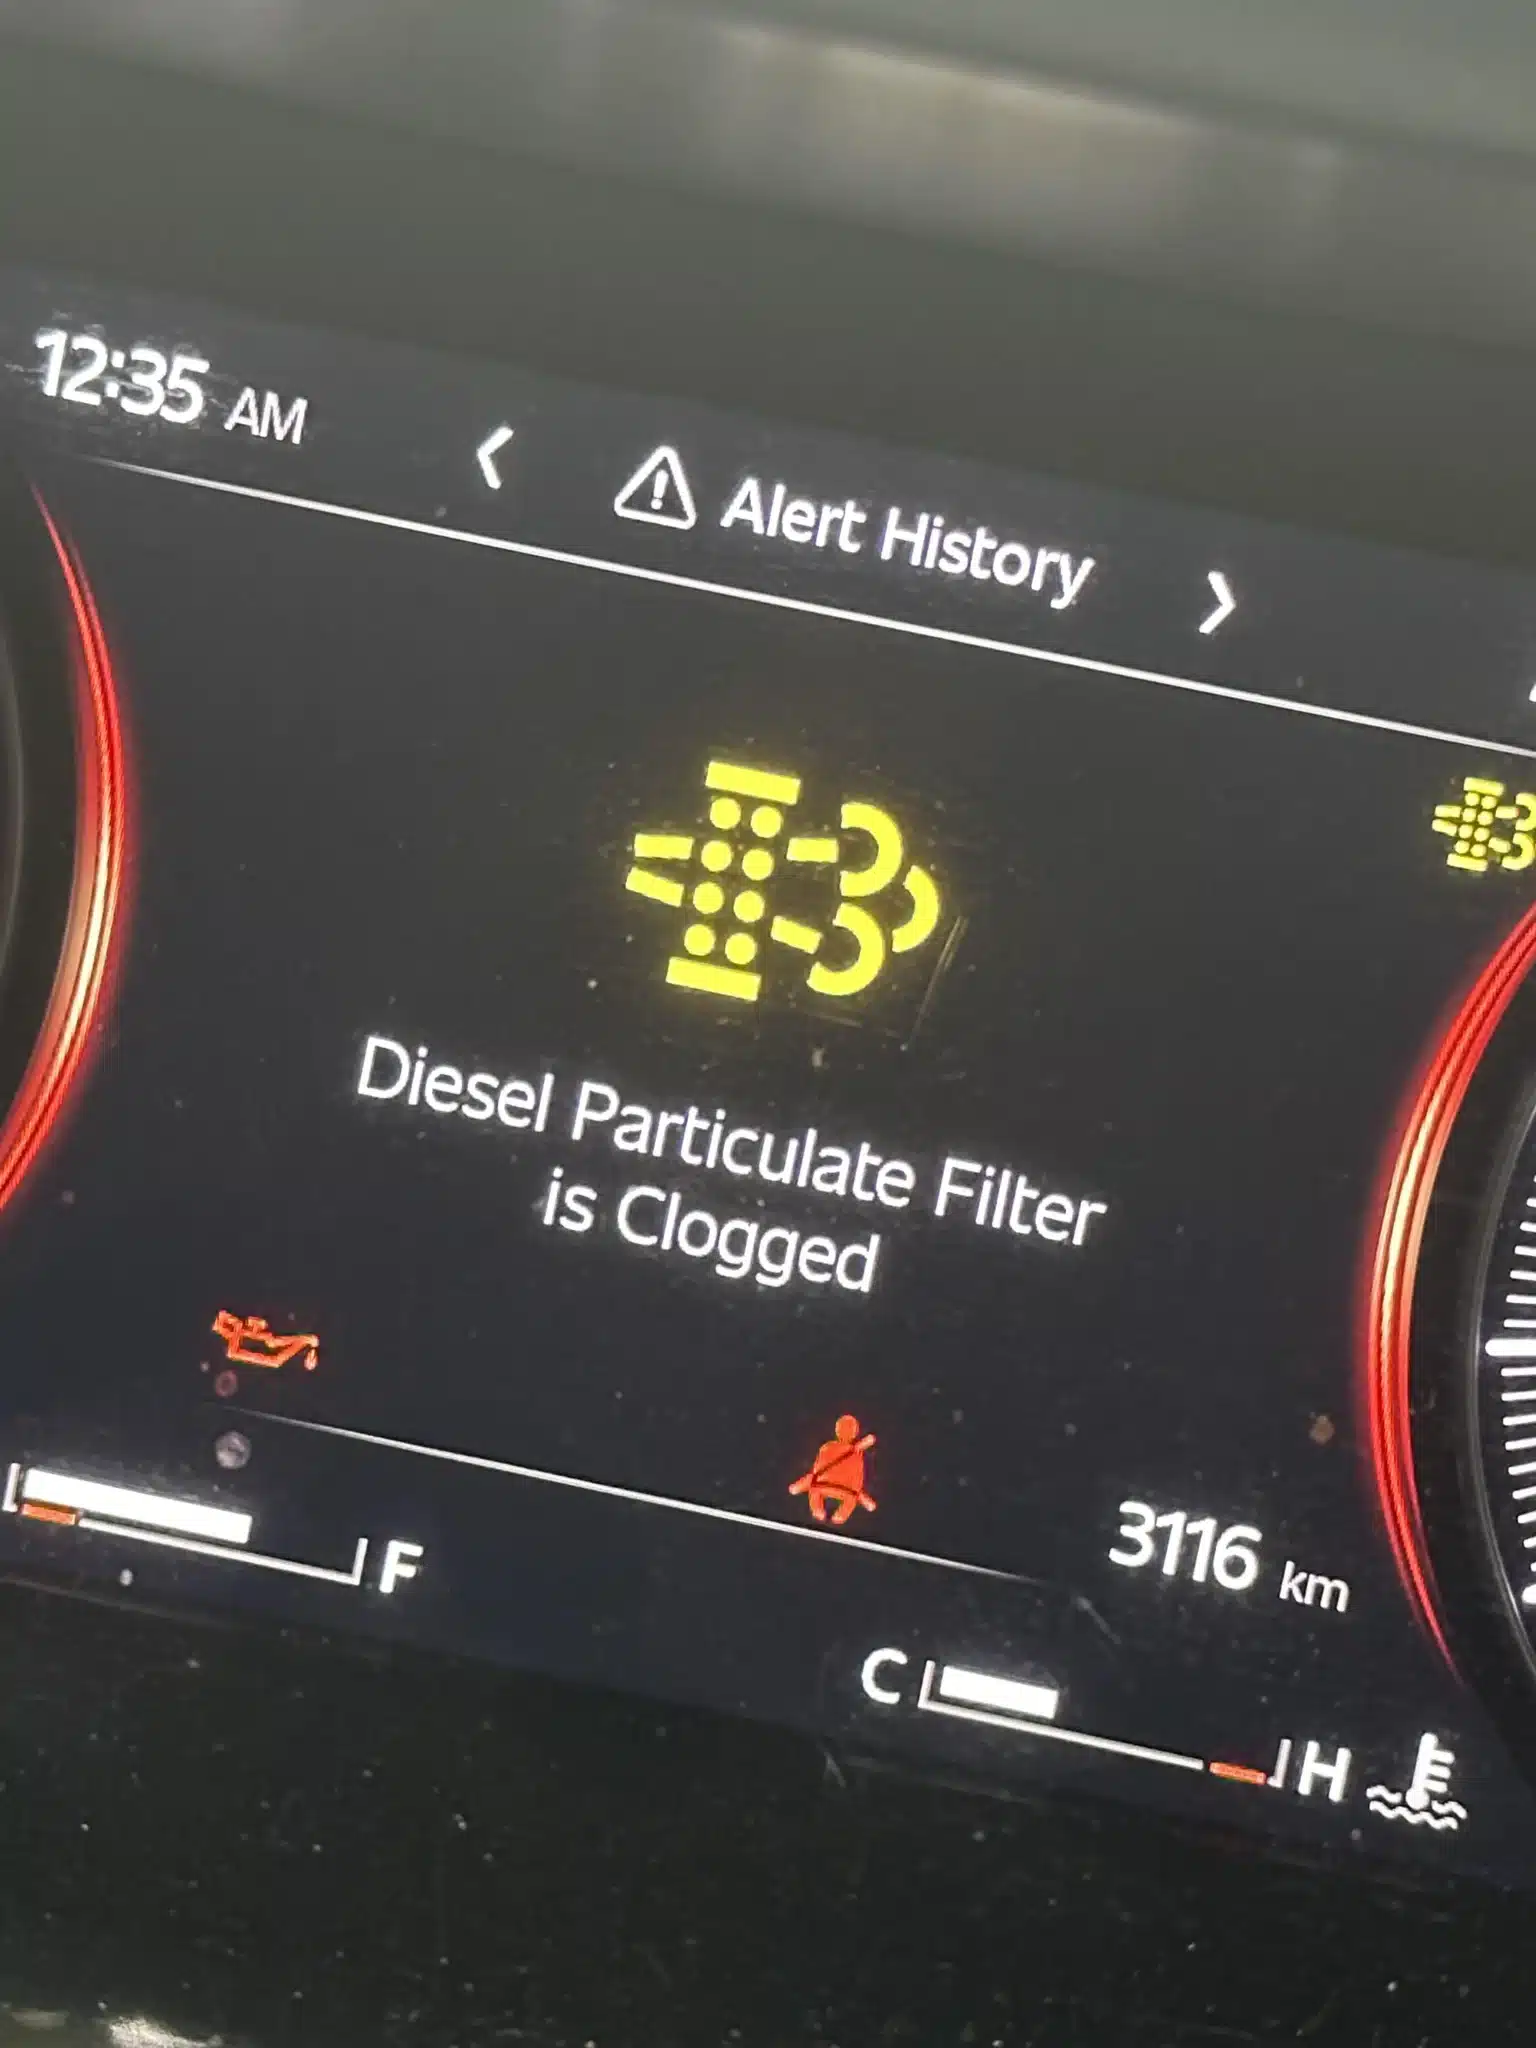 12:35 AM
Alert History
Diesel Particulate Filter
is Clogged
3116 km
F
C
H